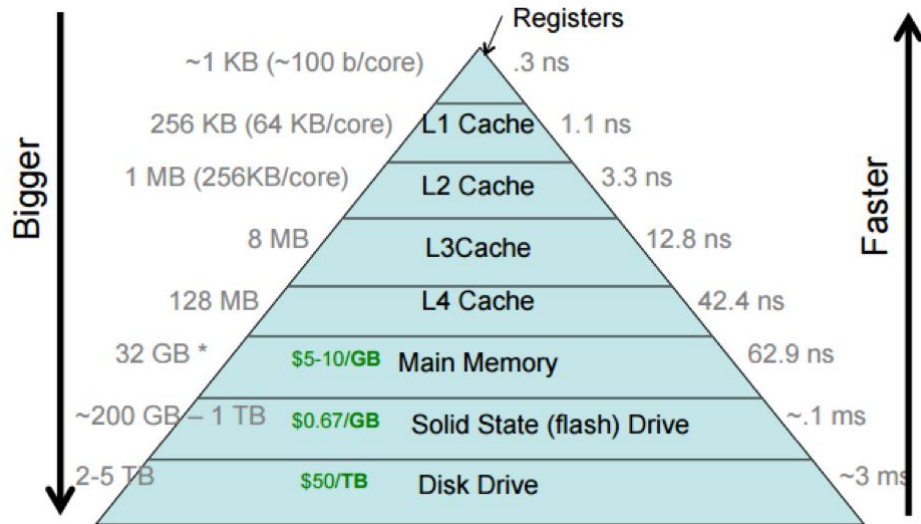 Registers
~1 KB (~100 b/core) .3 ns
256 KB (64 KB/core) L1 Cache 1.1 ns
1 MB (256KB/core) L2 Cache 3.3 ns
8 MB L3Cache 12.8 ns
128 MB L4 Cache 42.4 ns
32 GB * $5-10/GB Main Memory 62.9 ns
~200 GB – 1 TB $0.67/GB Solid State (flash) Drive ~.1 ms
2-5 TB $50/TB Disk Drive ~3 ms
Bigger
Faster